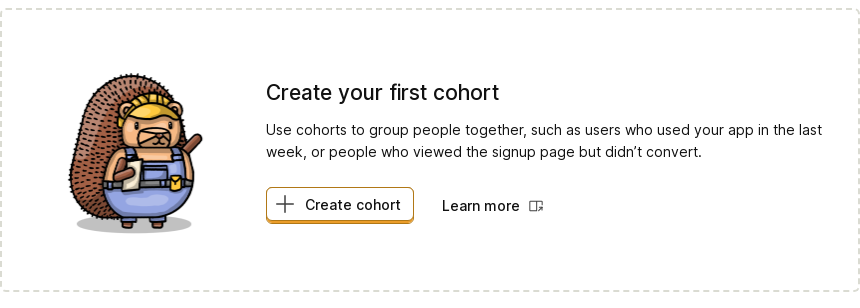 Create your first cohort
Use cohorts to group people together, such as users who used your app in the last
week, or people who viewed the signup page but didn’t convert.
Create cohort
Learn more